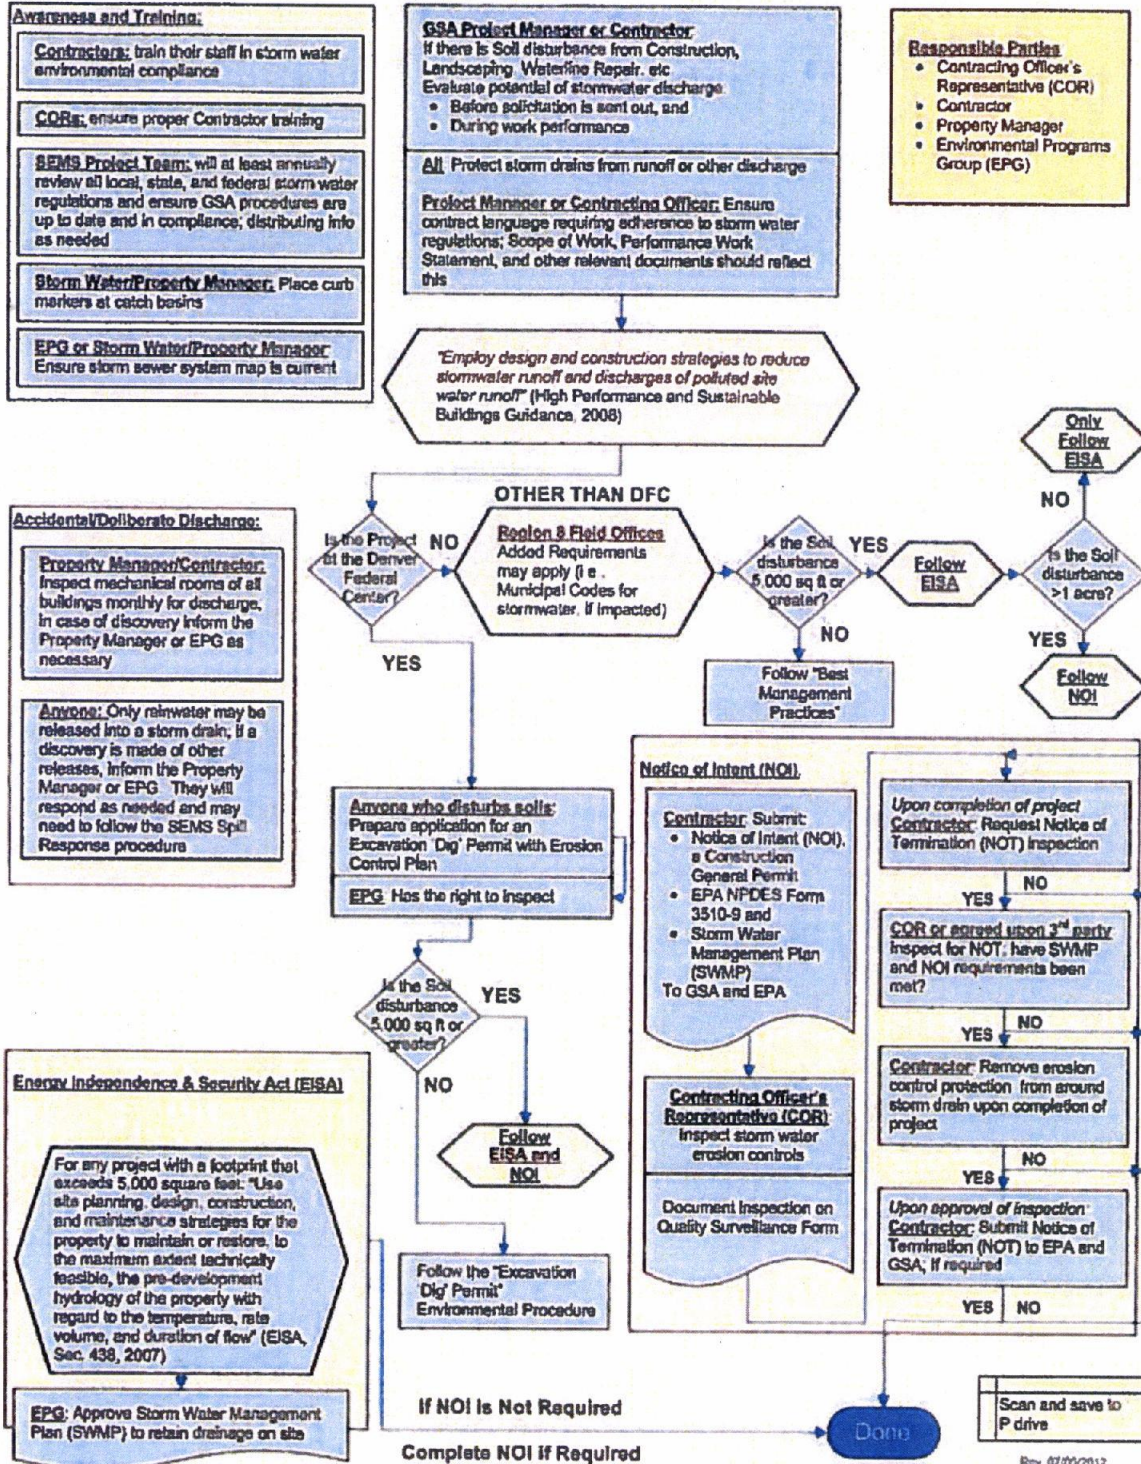 Awareness and Training:
Contractors: train their staff in storm water
environmental compliance
CORs: ensure proper Contractor training
SEMS Project Team: will at least annually
review all local, state, and federal storm water
regulations and ensure GSA procedures are
up to date and in compliance; distributing info
as needed
Storm Water/Property Manager: Place curb
markers at catch basins
EPG or Storm Water/Property Manager
Ensure storm sewer system map is current
GSA Project Manager or Contractor
If there is Soil disturbance from Construction,
Landscaping, Waterline Repair, etc
Evaluate potential of stormwater discharge
• Before solicitation is sent out, and
• During work performance
All: Protect storm drains from runoff or other discharge
Project Manager or Contracting Officer: Ensure
contract language requiring adherence to storm water
regulations; Scope of Work, Performance Work
Statement, and other relevant documents should reflect
this
Responsible Parties
• Contracting Officer's
Representative (COR)
• Contractor
• Property Manager
• Environmental Programs
Group (EPG)
"Employ design and construction strategies to reduce
stormwater runoff and discharges of polluted site
water runoff" (High Performance and Sustainable
Buildings Guidance, 2008)
Is the Project
at the Denver
Federal
Center?
NO
YES
OTHER THAN DFC
Region 8 Field Offices
Added Requirements
may apply (i e .
Municipal Codes for
stormwater, if impacted)
Is the Soil
disturbance
5,000 sq ft or
greater?
YES
NO
Follow "Best
Management
Practices"
Follow
EISA
Is the Soil
disturbance
>1 acre?
NO
Only
Follow
EISA
YES
Follow
NOI
Accidental/Deliberate Discharge:
Property Manager/Contractor:
Inspect mechanical rooms of all
buildings monthly for discharge,
in case of discovery inform the
Property Manager or EPG as
necessary
Anyone: Only rainwater may be
released into a storm drain; if a
discovery is made of other
releases, inform the Property
Manager or EPG They will
respond as needed and may
need to follow the SEMS Spill
Response procedure
Anyone who disturbs soils:
Prepare application for an
Excavation 'Dig' Permit with Erosion
Control Plan
EPG: Has the right to inspect
Is the Soil
disturbance
5,000 sq ft or
greater?
YES
NO
Follow
EISA and
NOI
Follow the "Excavation
'Dig' Permit"
Environmental Procedure
Notice of Intent (NOI)
Contractor: Submit:
• Notice of Intent (NOI),
a Construction
General Permit
• EPA NPDES Form
3510-9 and
• Storm Water
Management Plan
(SWMP)
To GSA and EPA
Contracting Officer's
Representative (COR)
Inspect storm water
erosion controls
Document Inspection on
Quality Surveillance Form
Upon completion of project
Contractor: Request Notice of
Termination (NOT) Inspection
YES NO
COR or agreed upon 3rd party
inspect for NOT, have SWMP
and NOI requirements been
met?
YES NO
Contractor: Remove erosion
control protection from around
storm drain upon completion of
project
YES NO
Upon approval of inspection:
Contractor: Submit Notice of
Termination (NOT) to EPA and
GSA; if required
YES NO
Energy Independence & Security Act (EISA)
For any project with a footprint that
exceeds 5,000 square feet: "Use
site planning, design, construction,
and maintenance strategies for the
property to maintain or restore, to
the maximum extent technically
feasible, the pre-development
hydrology of the property with
regard to the temperature, rate
volume, and duration of flow" (EISA,
Sec. 438, 2007)
EPG: Approve Storm Water Management
Plan (SWMP) to retain drainage on site
If NOI is Not Required
Complete NOI if Required
Done
Scan and save to
P drive